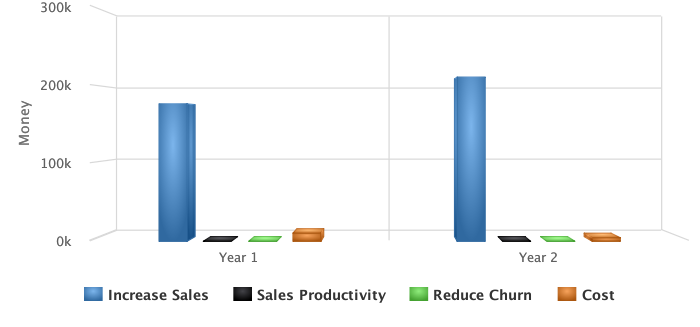 300k
200k
Money
100k
0k
Year 1 Year 2
Increase Sales Sales Productivity Reduce Churn Cost